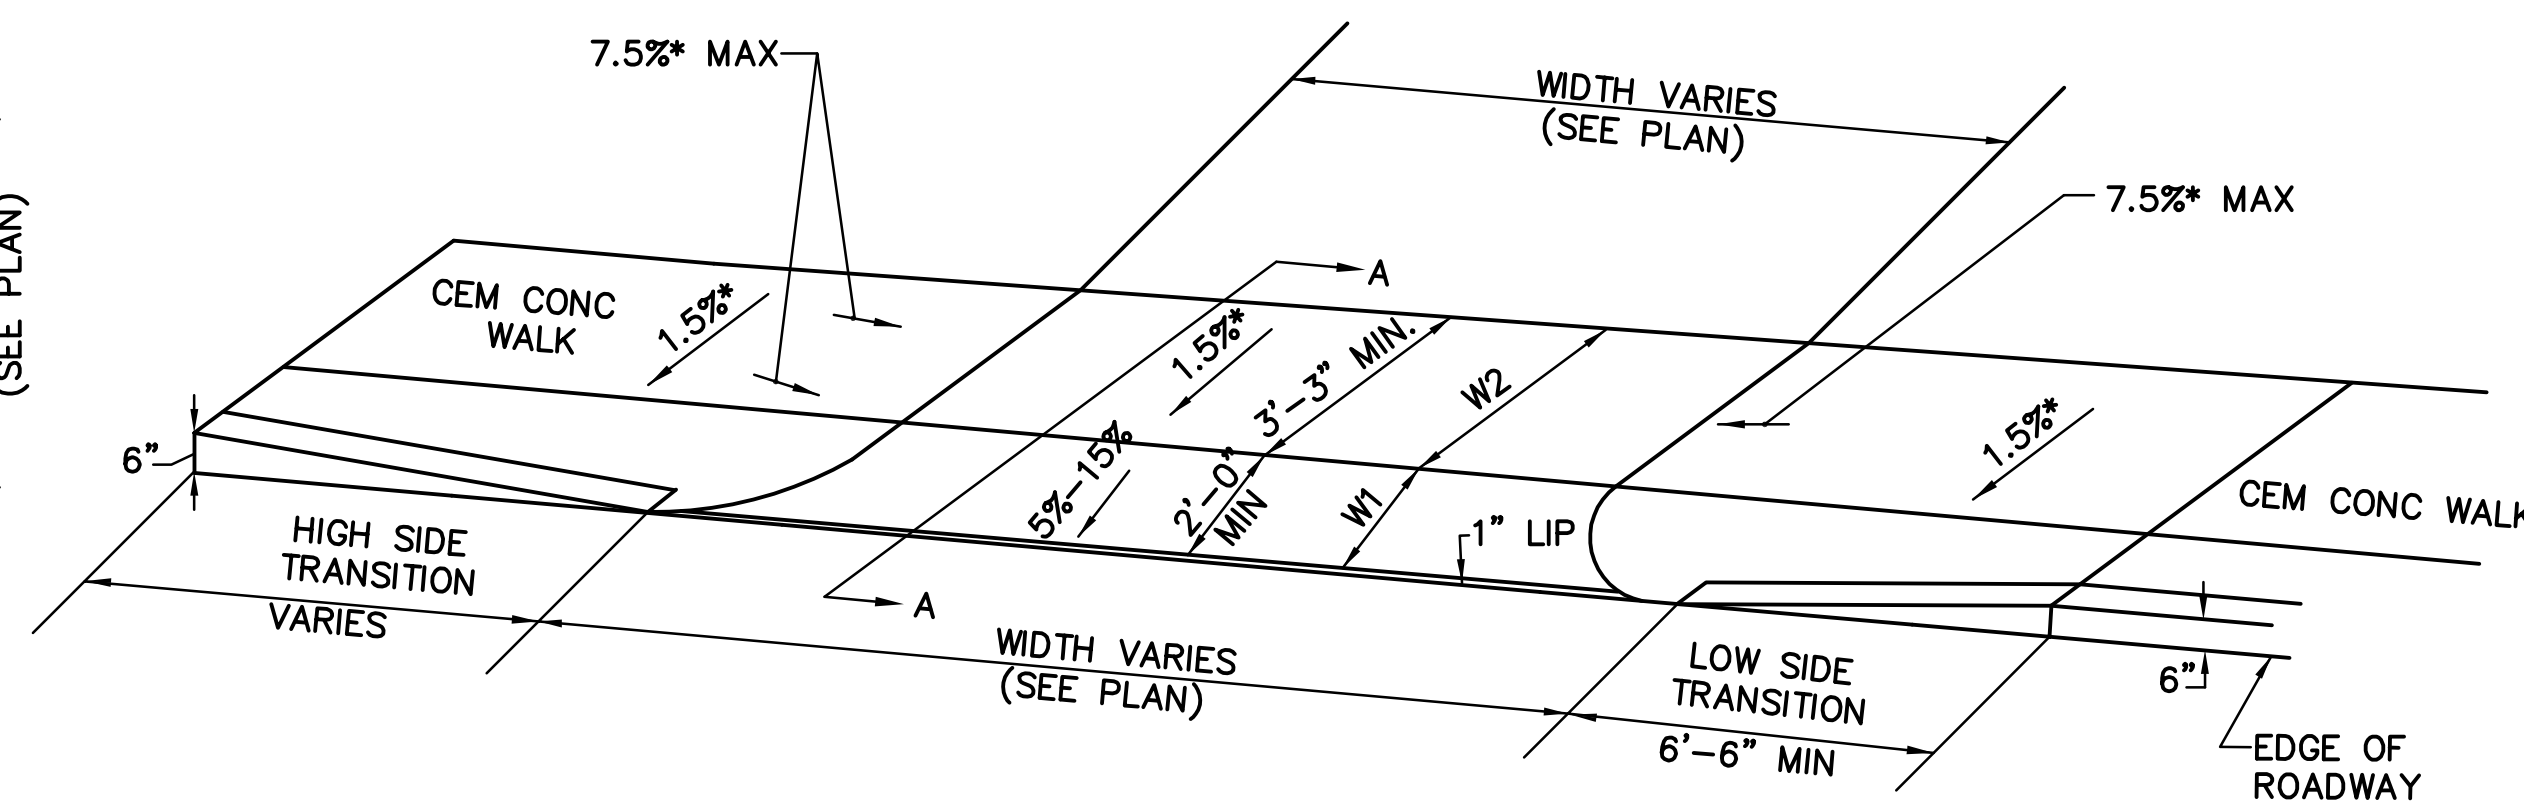 7.5%* MAX
WIDTH VARIES
(SEE PLAN)
7.5%* MAX
(SEE PLAN)
CEM CONC
WALK
1.5%*
A
1.5%*
3'-3" MIN.
W2
1.5%*
CEM CONC WALK
6"
5%-15%
2'-0"
MIN
W1
1" LIP
HIGH SIDE
TRANSITION
VARIES
A
WIDTH VARIES
(SEE PLAN)
LOW SIDE
TRANSITION
6'-6" MIN
6"
EDGE OF
ROADWAY